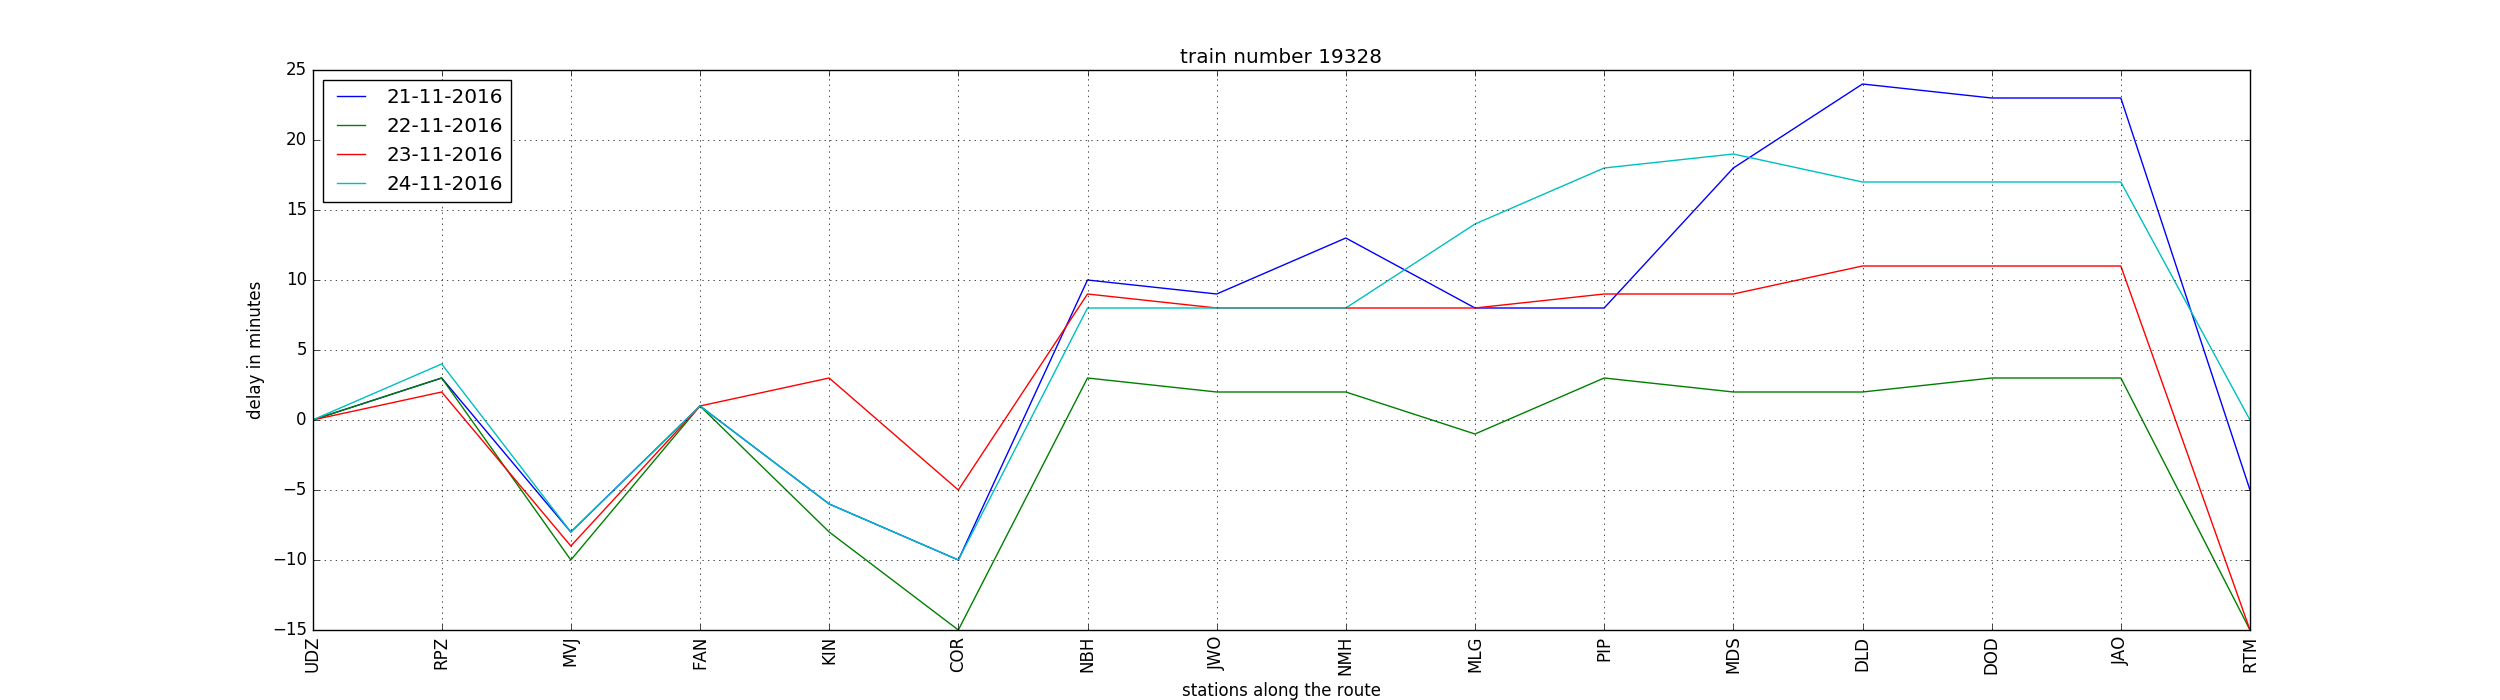 train number 19328
25
20
15
10
5
0
−5
−10
−15
delay in minutes
21-11-2016
22-11-2016
23-11-2016
24-11-2016
UDZ
RPZ
MVJ
FAN
KIN
COR
NBH
JWO
NMH
MLG
PIP
MDS
DLD
DOD
JAO
RTM
stations along the route